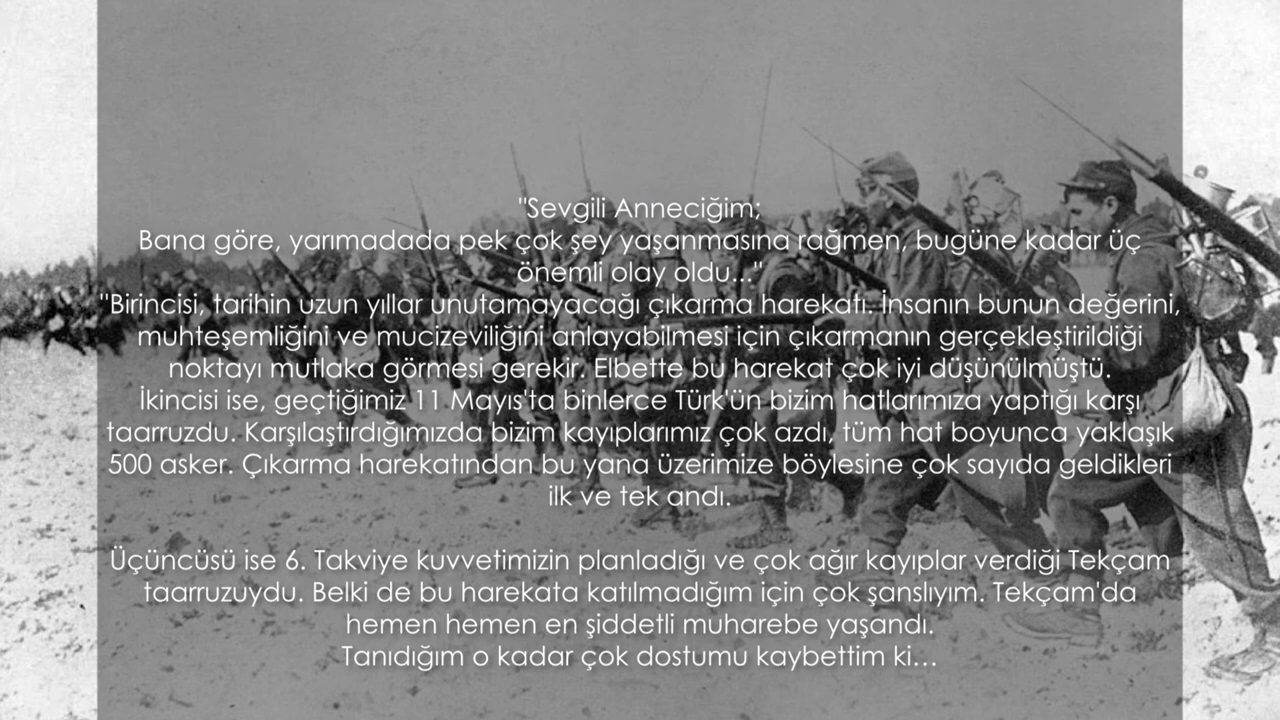 "Sevgili Anneciğim;
Bana göre, yarımadada pek çok şey yaşanmasına rağmen, bugüne kadar üç
önemli olay oldu..."
"Birincisi, tarihin uzun yıllar unutamayacağı çıkarma harekatı. İnsanın bunun değerini,
muhteşemliğini ve mucizeviliğini anlayabilmesi için çıkarmanın gerçekleştirildiği
noktayı mutlaka görmesi gerekir. Elbette bu harekat çok iyi düşünülmüştü.
İkincisi ise, geçtiğimiz 11 Mayıs'ta binlerce Türk'ün bizim hatlarımıza yaptığı karşı
taarruzdu. Karşılaştırdığımızda bizim kayıplarımız çok azdı, tüm hat boyunca yaklaşık
500 asker. Çıkarma harekatından bu yana üzerimize böylesine çok sayıda geldikleri
ilk ve tek andı.
Üçüncüsü ise 6. Takviye kuvvetimizin planladığı ve çok ağır kayıplar verdiği Tekçam
taarruzuydu. Belki de bu harekata katılmadığım için çok şanslıyım. Tekçam'da
hemen hemen en şiddetli muharebe yaşandı.
Tanıdığım o kadar çok dostumu kaybettim ki...